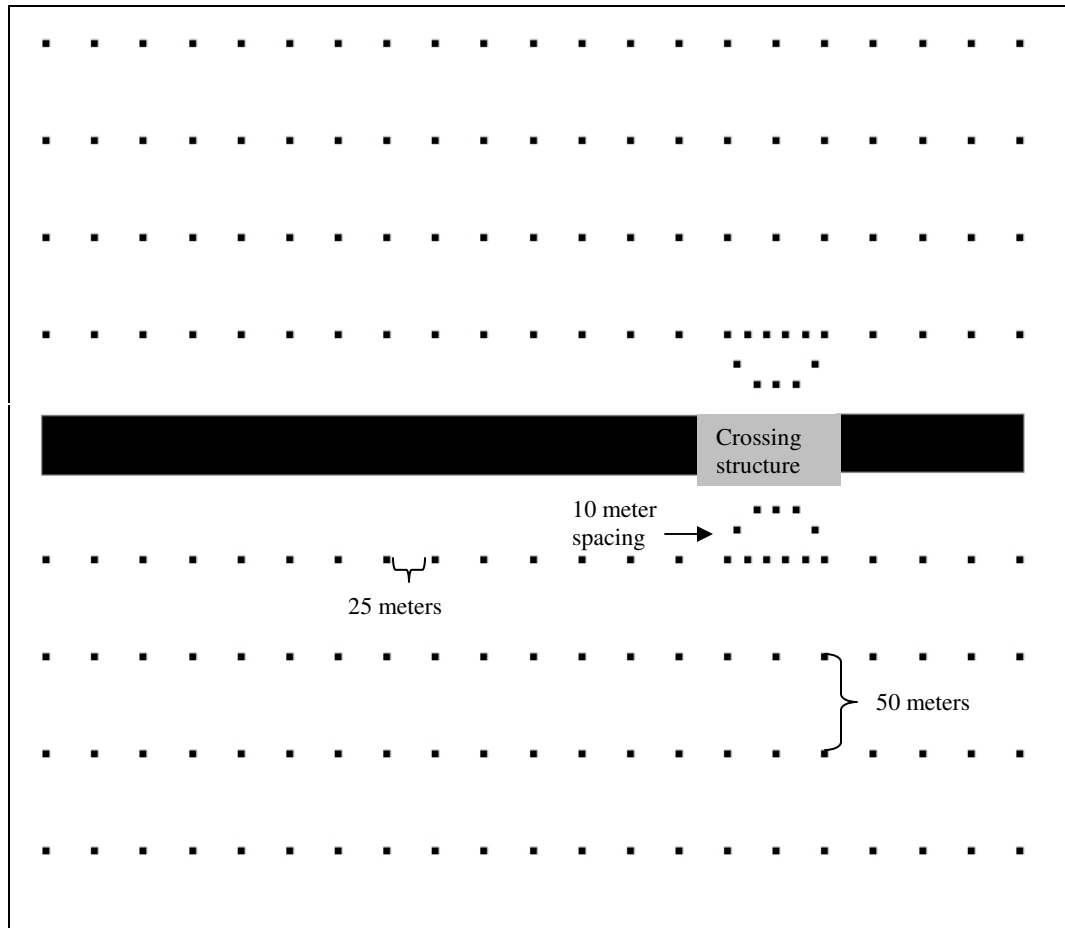 Crossing
structure
10 meter
spacing
25 meters
50 meters